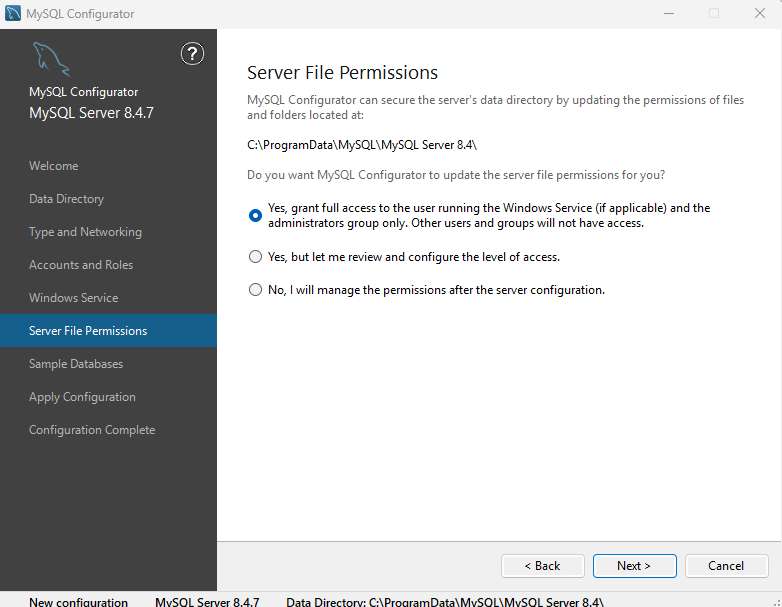 MySQL Configurator
?
MySQL Configurator
MySQL Server 8.4.7
Welcome
Data Directory
Type and Networking
Accounts and Roles
Windows Service
Server File Permissions
Sample Databases
Apply Configuration
Configuration Complete
Server File Permissions
MySQL Configurator can secure the server's data directory by updating the permissions of files
and folders located at:
C:\ProgramData\MySQL\MySQL Server 8.4\
Do you want MySQL Configurator to update the server file permissions for you?
Yes, grant full access to the user running the Windows Service (if applicable) and the
administrators group only. Other users and groups will not have access.
Yes, but let me review and configure the level of access.
No, I will manage the permissions after the server configuration.
< Back
Next >
Cancel
New configuration
MySQL Server 8.4.7
Data Directory: C:\ProgramData\MySQL\MySQL Server 8.4\